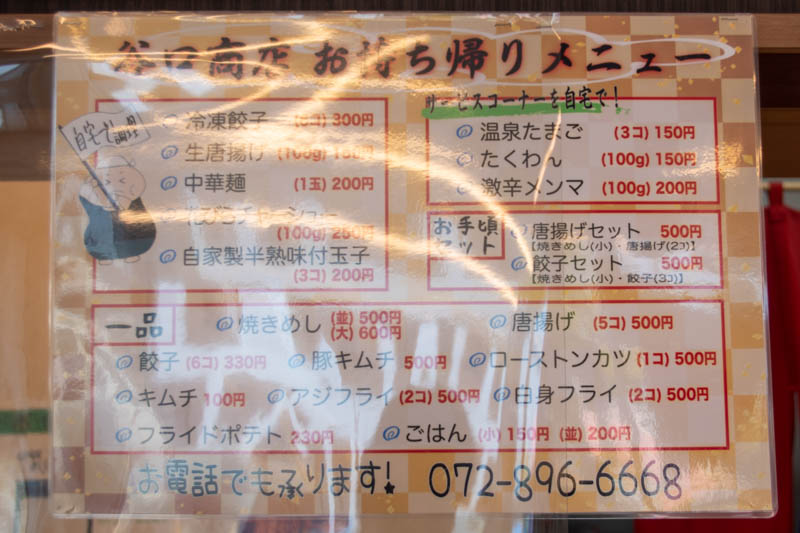 谷口商店 お持ち帰りメニュー
自宅で調理
冷凍餃子 300円
生唐揚げ (100g)
中華麺 (1玉) 200円
チャーシュー
(100g)
自家製半熟味付玉子
(3コ) 200円
サービスコーナーを自宅で!
温泉たまご (3コ) 150円
たくわん (100g) 150円
激辛メンマ (100g) 200円
お手頃セット
唐揚げセット 500円
【焼きめし(小)・唐揚げ(2コ)】
餃子セット 500円
【焼きめし(小)・餃子(3コ)】
一品
焼きめし (並) 500円
(大) 600円
唐揚げ (5コ) 500円
餃子 (6コ) 330円 豚キムチ 500円 ローストンカツ (1コ) 500円
キムチ 100円 アジフライ (2コ) 500円 白身フライ (2コ) 500円
フライドポテト 230円 ごはん (小) 150円 (並) 200円
お電話でも承ります! 072-896-6668